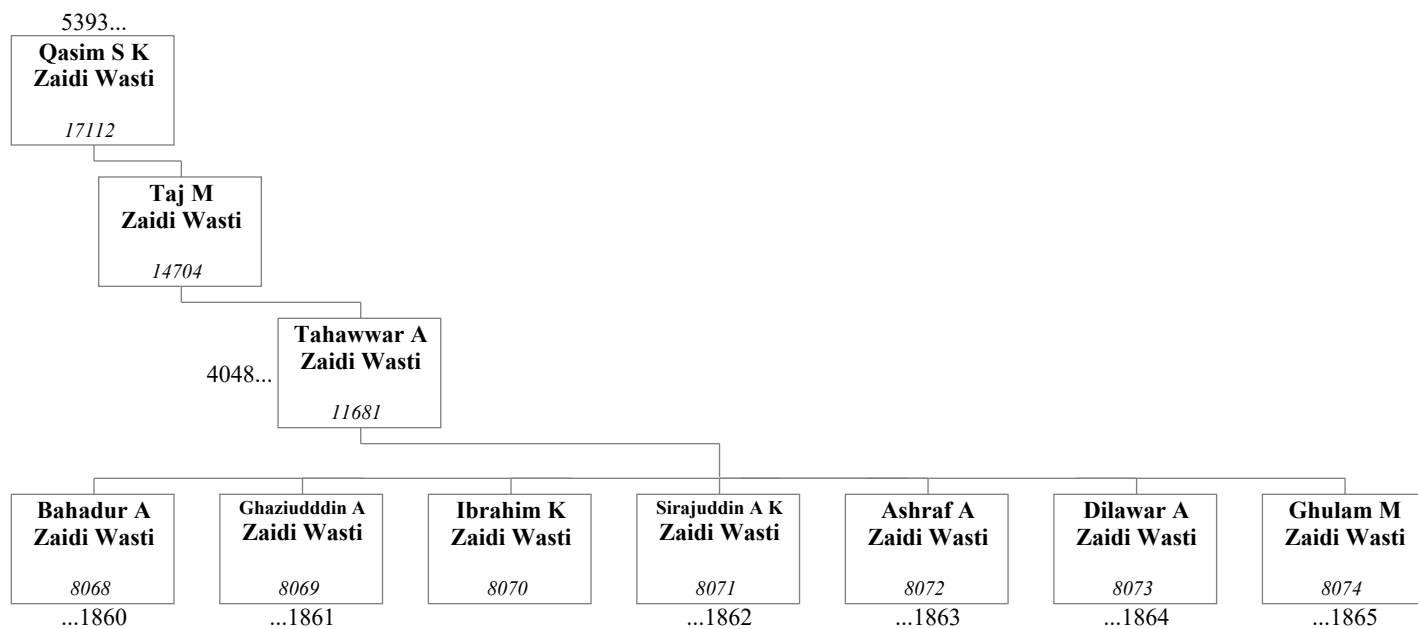 5393...
Qasim S K
Zaidi Wasti
17112
Taj M
Zaidi Wasti
14704
4048...
Tahawwar A
Zaidi Wasti
11681
Bahadur A
Zaidi Wasti
8068
...1860
Ghaziudddin A
Zaidi Wasti
8069
...1861
Ibrahim K
Zaidi Wasti
8070
Sirajuddin A K
Zaidi Wasti
8071
...1862
Ashraf A
Zaidi Wasti
8072
...1863
Dilawar A
Zaidi Wasti
8073
...1864
Ghulam M
Zaidi Wasti
8074
...1865